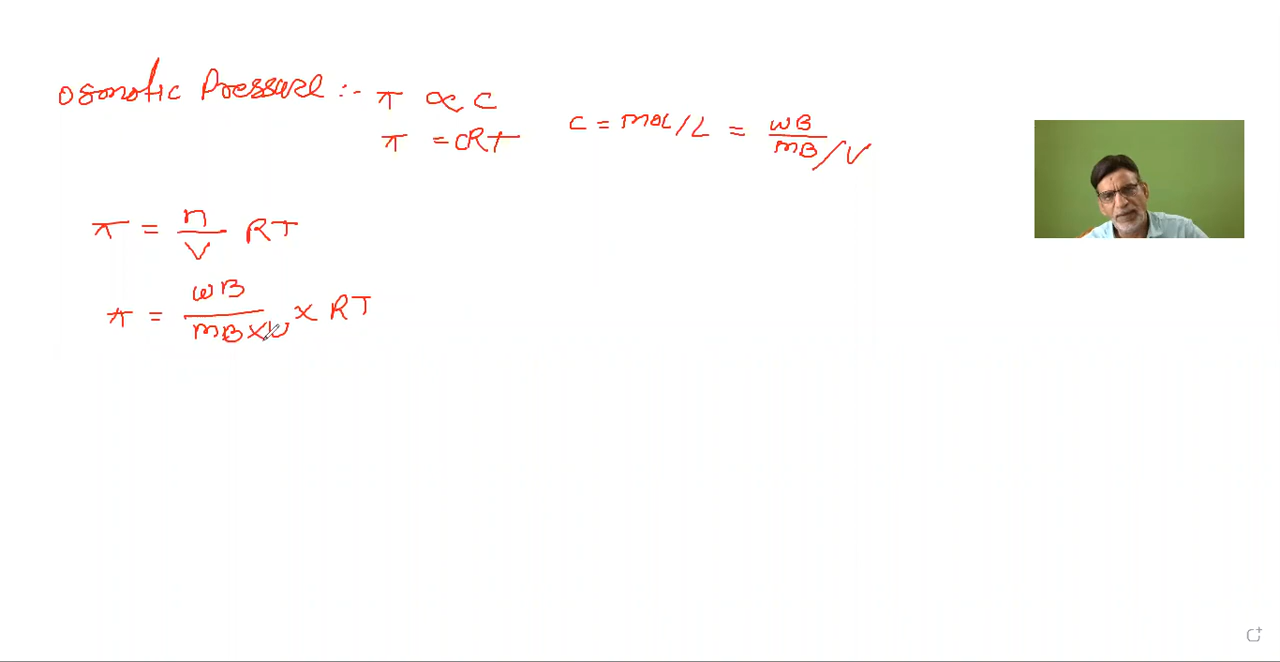 Osmotic Pressure :- π ∝ C
π = CRT
C = mol/L = WB/MB/V
π = n/V RT
π = WB/MB×V × RT